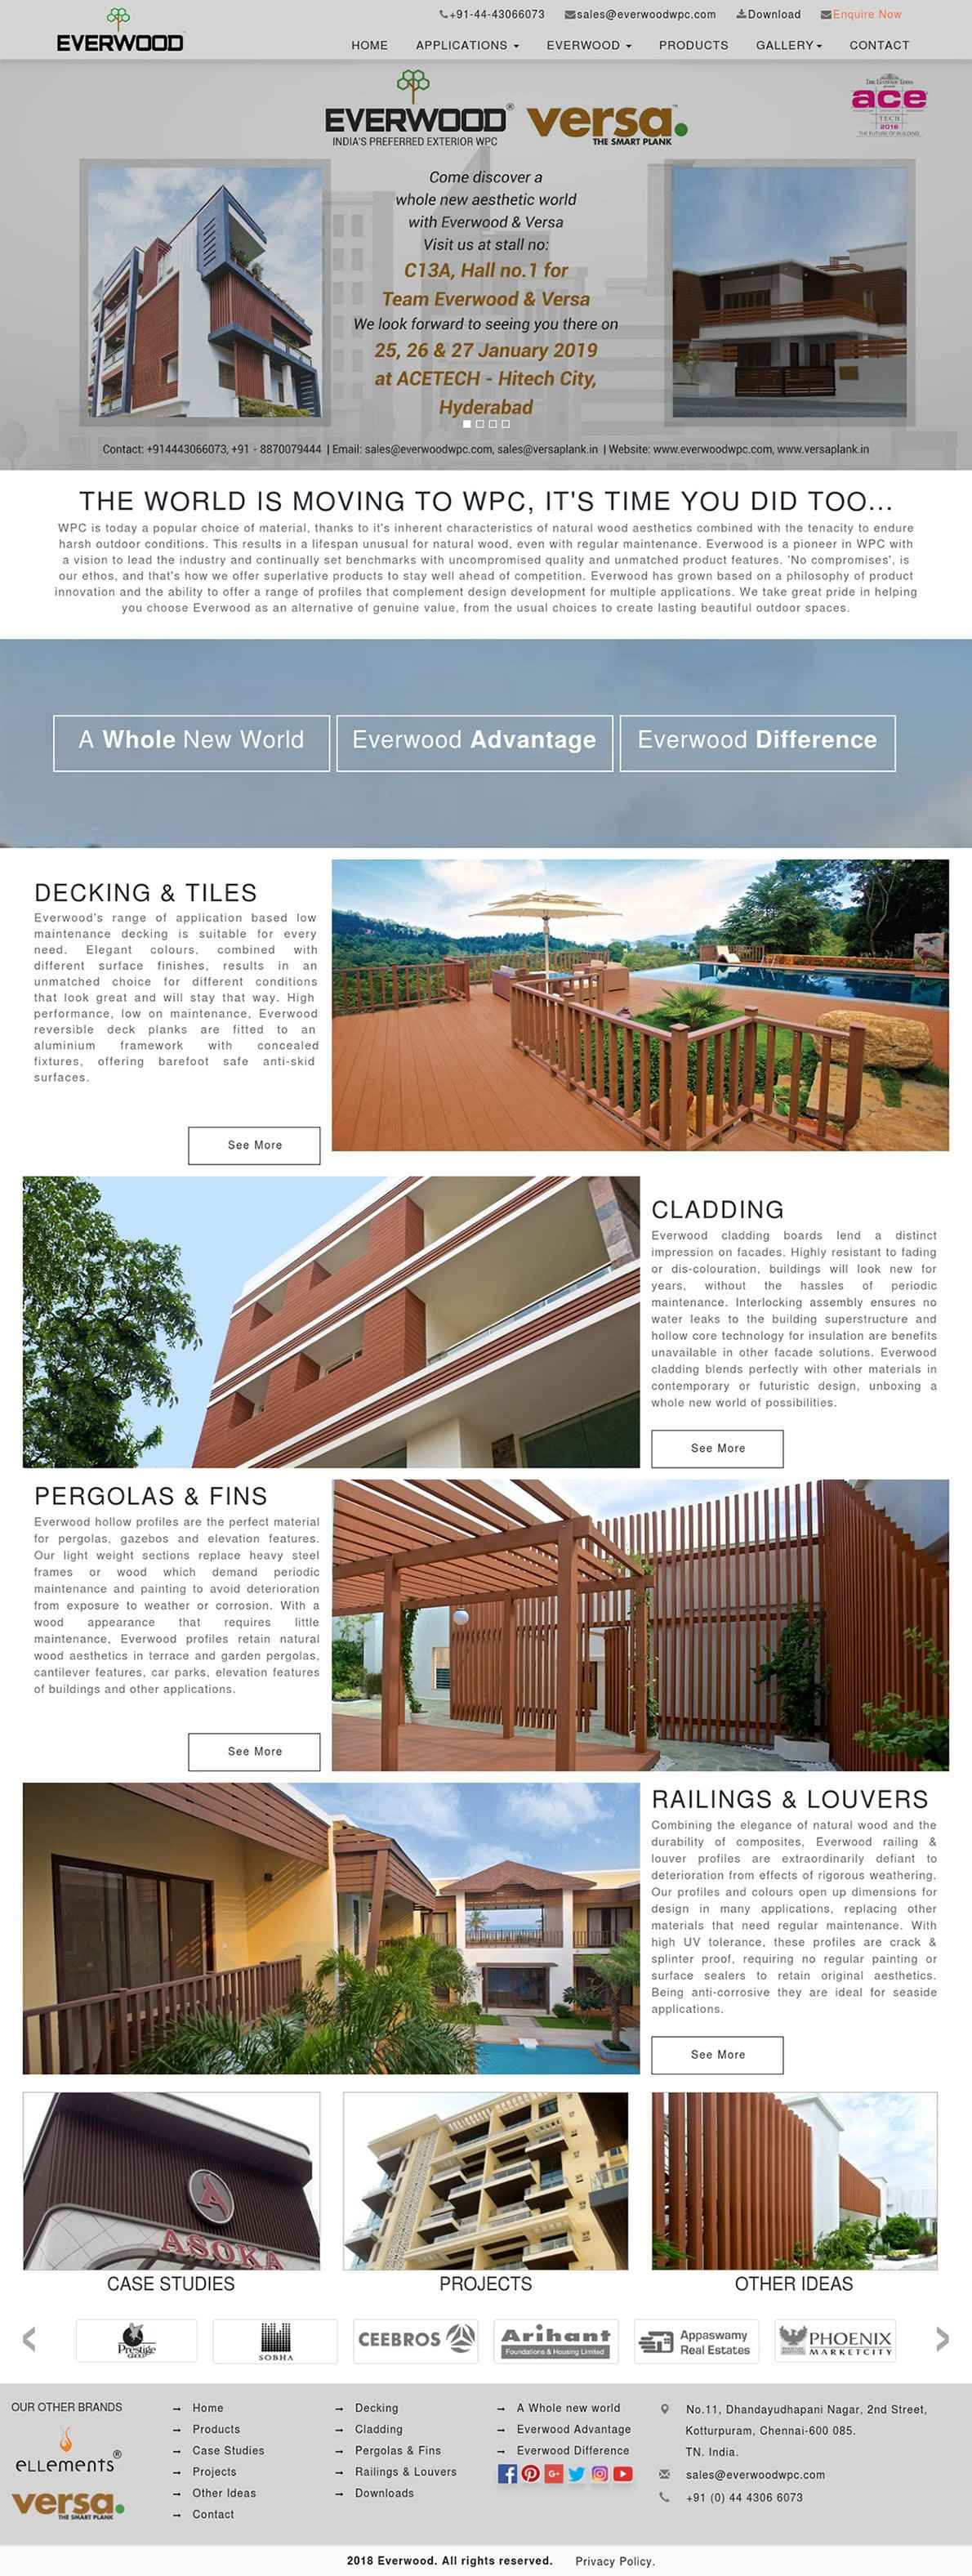 +91-44-43066073 sales@everwoodwpc.com Download Enquire Now
EVERWOOD
HOME APPLICATIONS EVERWOOD PRODUCTS GALLERY CONTACT
EVERWOOD® versa.™
INDIA'S PREFERRED EXTERIOR WPC THE SMART PLANK
ace
TECH
2018
Come discover a
whole new aesthetic world
with Everwood & Versa
Visit us at stall no:
C13A, Hall no.1 for
Team Everwood & Versa
We look forward to seeing you there on
25, 26 & 27 January 2019
at ACETECH - Hitech City,
Hyderabad
Contact: +914443066073, +91 - 8870079444 | Email: sales@everwoodwpc.com, sales@versaplank.in | Website: www.everwoodwpc.com, www.versaplank.in
THE WORLD IS MOVING TO WPC, IT'S TIME YOU DID TOO...
WPC is today a popular choice of material, thanks to it's inherent characteristics of natural wood aesthetics combined with the tenacity to endure
harsh outdoor conditions. This results in a lifespan unusual for natural wood, even with regular maintenance. Everwood is a pioneer in WPC with
a vision to lead the industry and continually set benchmarks with uncompromised quality and unmatched product features. 'No compromises', is
our ethos, and that's how we offer superlative products to stay well ahead of competition. Everwood has grown based on a philosophy of product
innovation and the ability to offer a range of profiles that complement design development for multiple applications. We take great pride in helping
you choose Everwood as an alternative of genuine value, from the usual choices to create lasting beautiful outdoor spaces.
A Whole New World
Everwood Advantage
Everwood Difference
DECKING & TILES
Everwood's range of application based low
maintenance decking is suitable for every
need. Elegant colours, combined with
different surface finishes, results in an
unmatched choice for different conditions
that look great and will stay that way. High
performance, low on maintenance, Everwood
reversible deck planks are fitted to an
aluminium framework with concealed
fixtures, offering barefoot safe anti-skid
surfaces.
See More
CLADDING
Everwood cladding boards lend a distinct
impression on facades. Highly resistant to fading
or dis-colouration, buildings will look new for
years, without the hassles of periodic
maintenance. Interlocking assembly ensures no
water leaks to the building superstructure and
hollow core technology for insulation are benefits
unavailable in other facade solutions. Everwood
cladding blends perfectly with other materials in
contemporary or futuristic design, unboxing a
whole new world of possibilities.
See More
PERGOLAS & FINS
Everwood hollow profiles are the perfect material
for pergolas, gazebos and elevation features.
Our light weight sections replace heavy steel
frames or wood which demand periodic
maintenance and painting to avoid deterioration
from exposure to weather or corrosion. With a
wood appearance that requires little
maintenance, Everwood profiles retain natural
wood aesthetics in terrace and garden pergolas,
cantilever features, car parks, elevation features
of buildings and other applications.
See More
RAILINGS & LOUVERS
Combining the elegance of natural wood and the
durability of composites, Everwood railing &
louver profiles are extraordinarily defiant to
deterioration from effects of rigorous weathering.
Our profiles and colours open up dimensions for
design in many applications, replacing other
materials that need regular maintenance. With
high UV tolerance, these profiles are crack &
splinter proof, requiring no regular painting or
surface sealers to retain original aesthetics.
Being anti-corrosive they are ideal for seaside
applications.
See More
A
ASOKA
CASE STUDIES
PROJECTS
OTHER IDEAS
Prestige
GROUP
SOBHA
CEEBROS
Arihant
Foundations & Housing Limited
Appaswamy
Real Estates
PHOENIX
MARKETCITY
OUR OTHER BRANDS
eLLements®
versa.
THE SMART PLANK
Home
Products
Case Studies
Projects
Other Ideas
Contact
Decking
Cladding
Pergolas & Fins
Railings & Louvers
Downloads
A Whole new world
Everwood Advantage
Everwood Difference
No.11, Dhandayudhapani Nagar, 2nd Street,
Kotturpuram, Chennai-600 085.
TN. India.
sales@everwoodwpc.com
+91 (0) 44 4306 6073
2018 Everwood. All rights reserved. Privacy Policy.